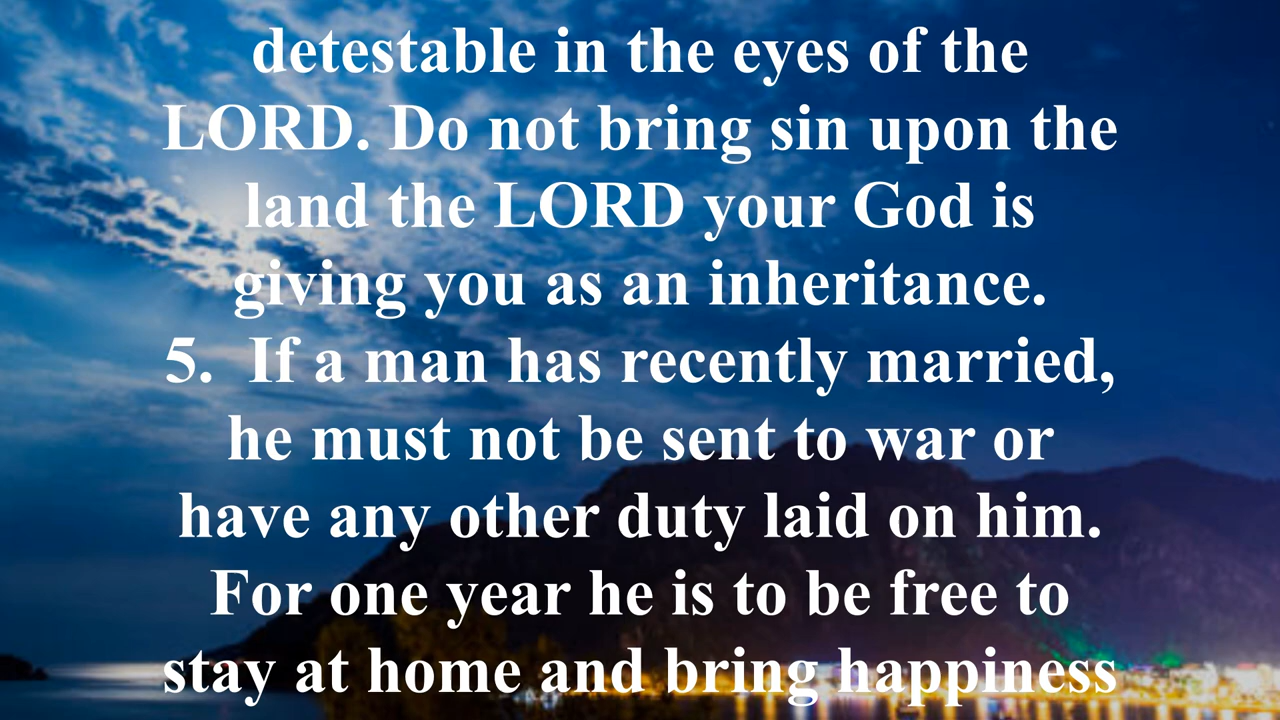 detestable in the eyes of the
LORD. Do not bring sin upon the
land the LORD your God is
giving you as an inheritance.
5.  If a man has recently married,
he must not be sent to war or
have any other duty laid on him.
For one year he is to be free to
stay at home and bring happiness